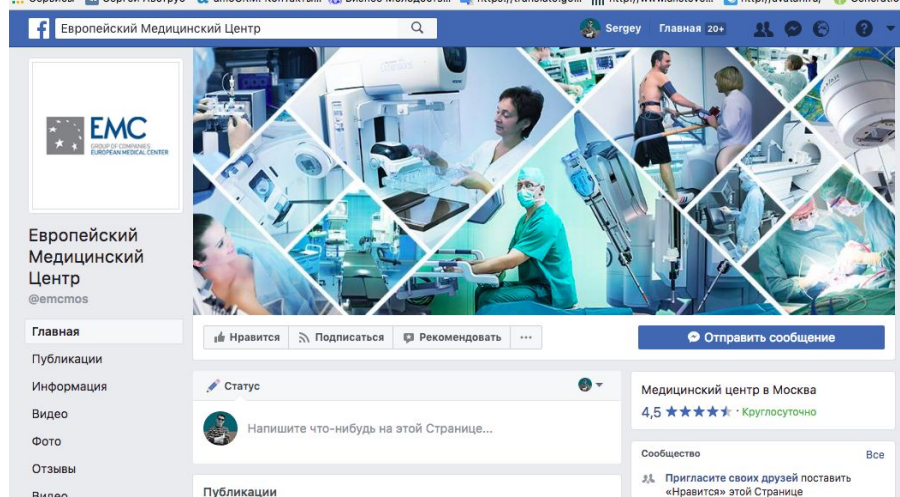 Европейский Медицинский Центр
Sergey
Главная 20+
EMC
GROUP OF COMPANIES
EUROPEAN MEDICAL CENTER
Европейский
Медицинский
Центр
@emcmos
Главная
Публикации
Информация
Видео
Фото
Отзывы
Видео
Нравится
Подписаться
Рекомендовать
Отправить сообщение
Статус
Напишите что-нибудь на этой Странице...
Публикации
Медицинский центр в Москва
4,5 ★★★★★ · Круглосуточно
Сообщество
Все
Пригласите своих друзей поставить
«Нравится» этой Странице